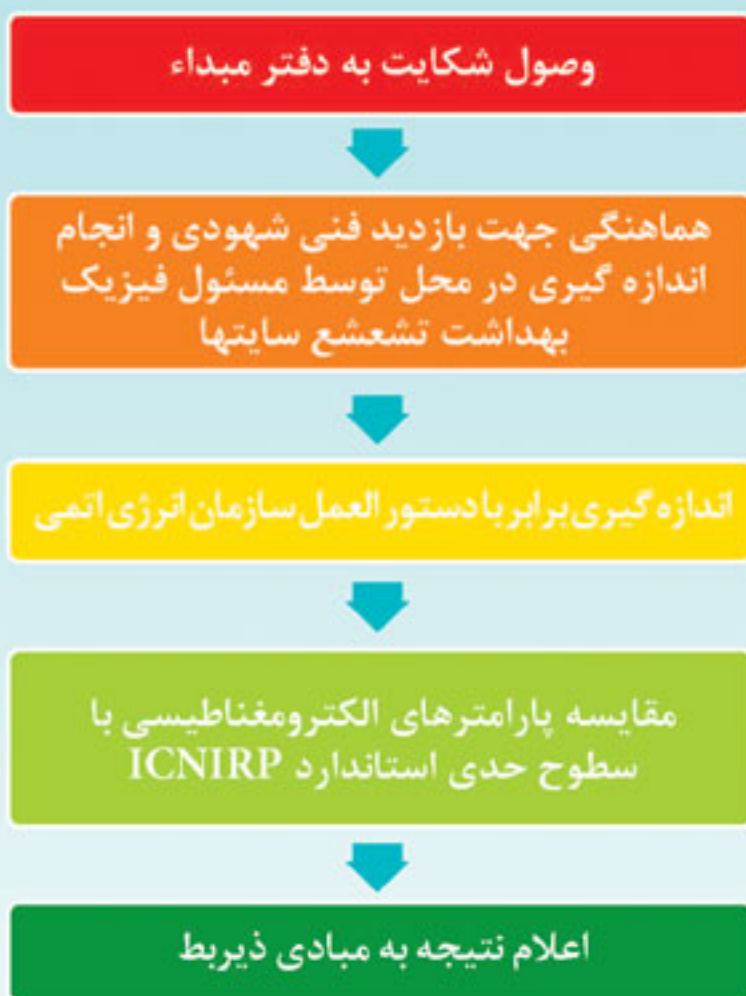 وصول شکایت به دفتر مبداء
هماهنگی جهت بازدید فنی شهودی و انجام
اندازه گیری در محل توسط مسئول فیزیک
بهداشت تشعشع سایتها
اندازه گیری برابر با دستور العمل سازمان انرژی اتمی
مقایسه پارامترهای الکترومغناطیسی با
سطوح حدی استاندارد ICNIRP
اعلام نتیجه به مبادی ذیربط